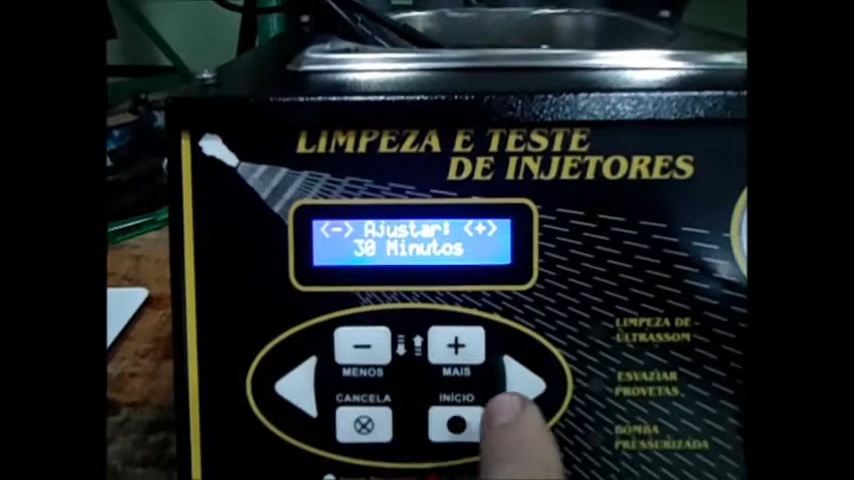 LIMPEZA E TESTE
DE INJETORES
<-> Ajustar: <+>
30 Minutos
MENOS
MAIS
CANCELA
INÍCIO
LIMPEZA DE
ULTRASSOM
ESVAZIAR
PROVETAS
BOMBA
PRESSURIZADA